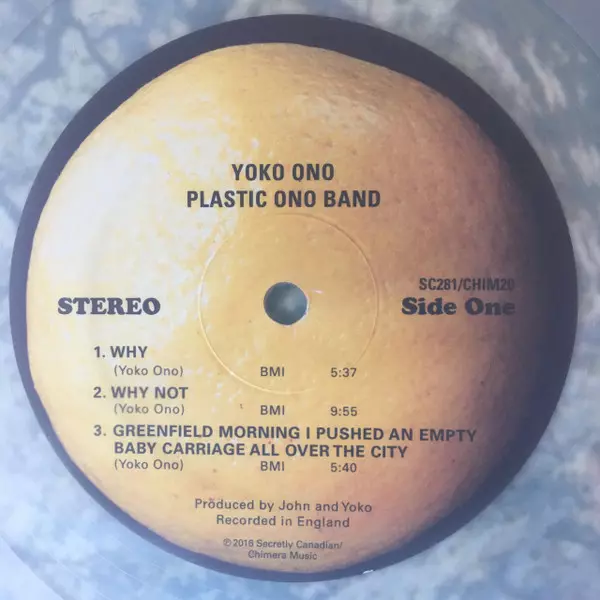 YOKO ONO
PLASTIC ONO BAND
STEREO
SC281/CHIM20
Side One
1. WHY
(Yoko Ono) BMI 5:37
2. WHY NOT
(Yoko Ono) BMI 9:55
3. GREENFIELD MORNING I PUSHED AN EMPTY
BABY CARRIAGE ALL OVER THE CITY
(Yoko Ono) BMI 5:40
Produced by John and Yoko
Recorded in England
℗ 2016 Secretly Canadian/
Chimera Music